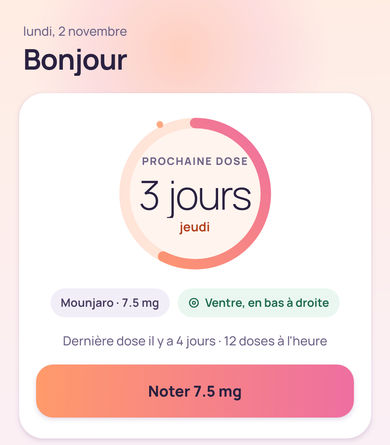 lundi, 2 novembre
Bonjour
PROCHAINE DOSE
3 jours
jeudi
Mounjaro · 7.5 mg
Ventre, en bas à droite
Dernière dose il y a 4 jours · 12 doses à l'heure
Noter 7.5 mg